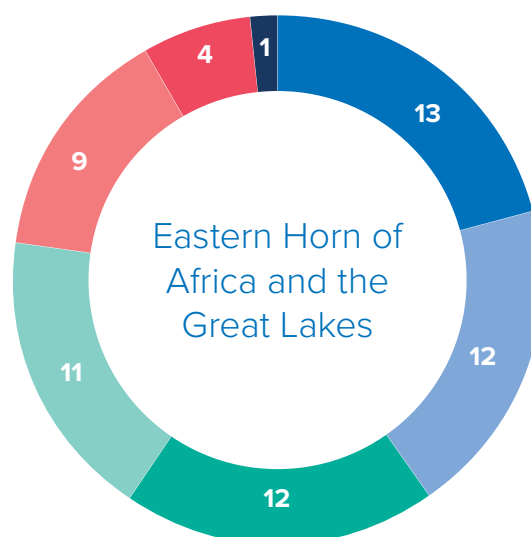 1
4
13
9
Eastern Horn of
Africa and the
Great Lakes
12
11
12